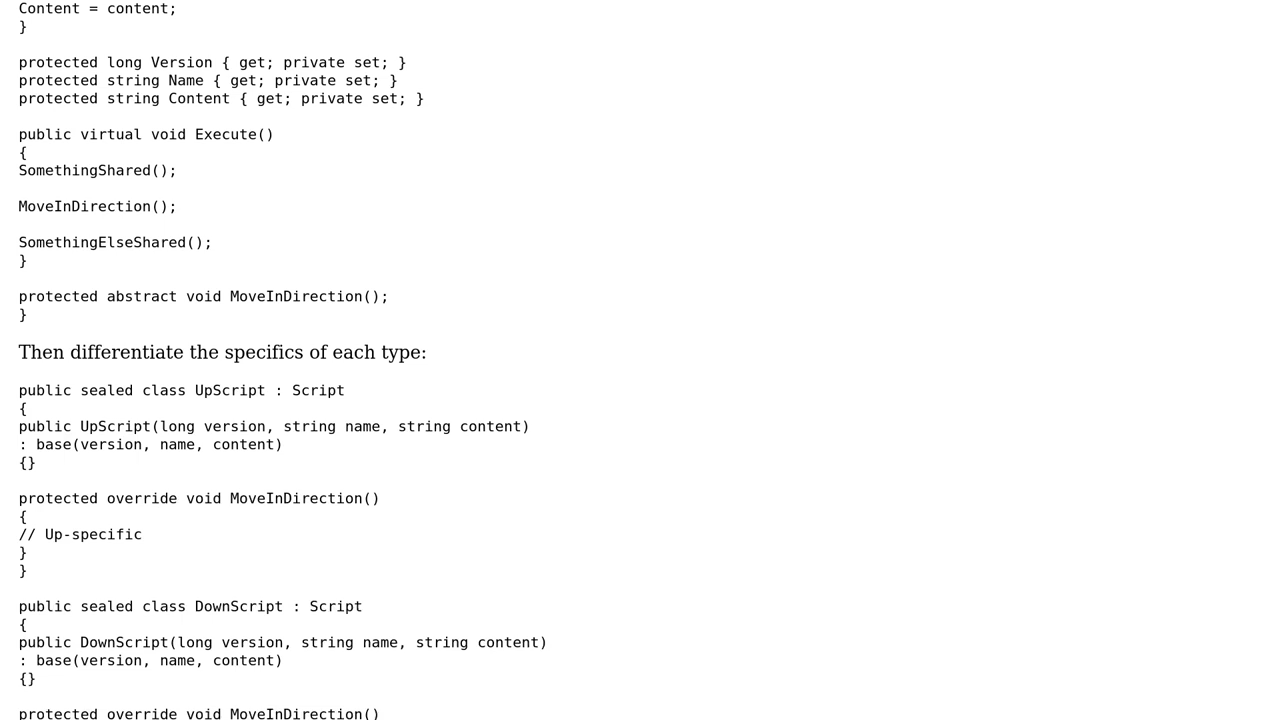 Content = content;
}
protected long Version { get; private set; }
protected string Name { get; private set; }
protected string Content { get; private set; }
public virtual void Execute()
{
SomethingShared();
MoveInDirection();
SomethingElseShared();
}
protected abstract void MoveInDirection();
}
Then differentiate the specifics of each type:
public sealed class UpScript : Script
{
public UpScript(long version, string name, string content)
: base(version, name, content)
{}
protected override void MoveInDirection()
{
// Up-specific
}
}
public sealed class DownScript : Script
{
public DownScript(long version, string name, string content)
: base(version, name, content)
{}
protected override void MoveInDirection()